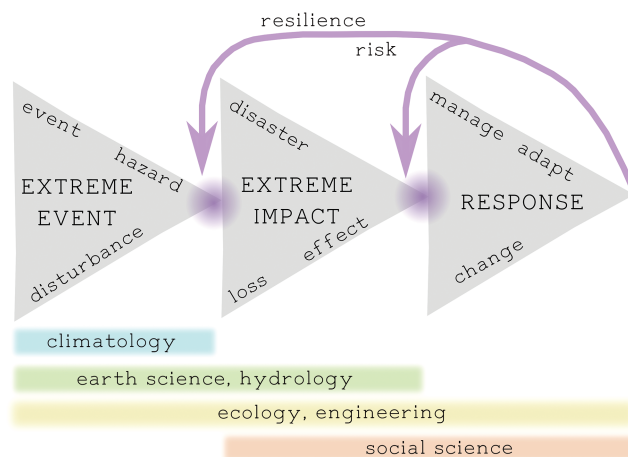 resilience
risk
event
hazard
EXTREME
EVENT
disturbance
disaster
EXTREME
IMPACT
effect
loss
manage adapt
RESPONSE
change
climatology
earth science, hydrology
ecology, engineering
social science